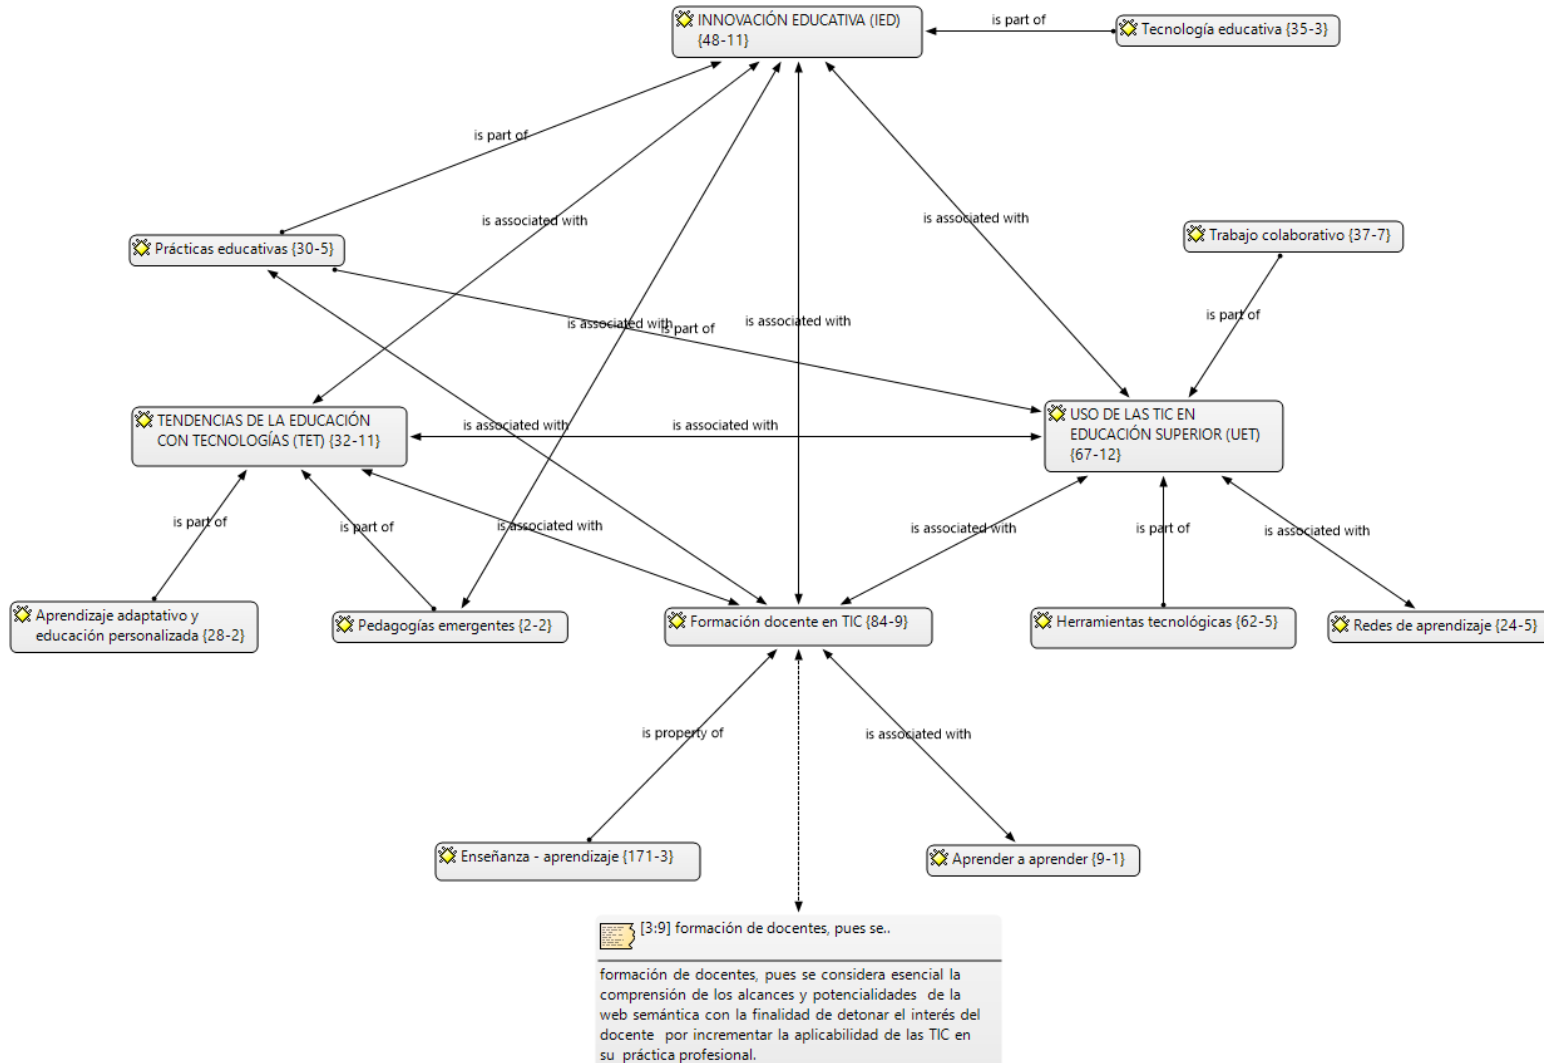 INNOVACIÓN EDUCATIVA (IED)
{48-11}
is part of
Tecnología educativa {35-3}
is part of
is associated with
is associated with
Prácticas educativas {30-5}
Trabajo colaborativo {37-7}
is associated with
is part of
is associated with
is part of
TENDENCIAS DE LA EDUCACIÓN
CON TECNOLOGÍAS (TET) {32-11}
is associated with
is associated with
USO DE LAS TIC EN
EDUCACIÓN SUPERIOR (UET)
{67-12}
is part of
is part of
is associated with
is associated with
is part of
is associated with
Aprendizaje adaptativo y
educación personalizada {28-2}
Pedagogías emergentes {2-2}
Formación docente en TIC {84-9}
Herramientas tecnológicas {62-5}
Redes de aprendizaje {24-5}
is property of
is associated with
Enseñanza - aprendizaje {171-3}
Aprender a aprender {9-1}
[3:9] formación de docentes, pues se..
formación de docentes, pues se considera esencial la
comprensión de los alcances y potencialidades de la
web semántica con la finalidad de detonar el interés del
docente por incrementar la aplicabilidad de las TIC en
su práctica profesional.